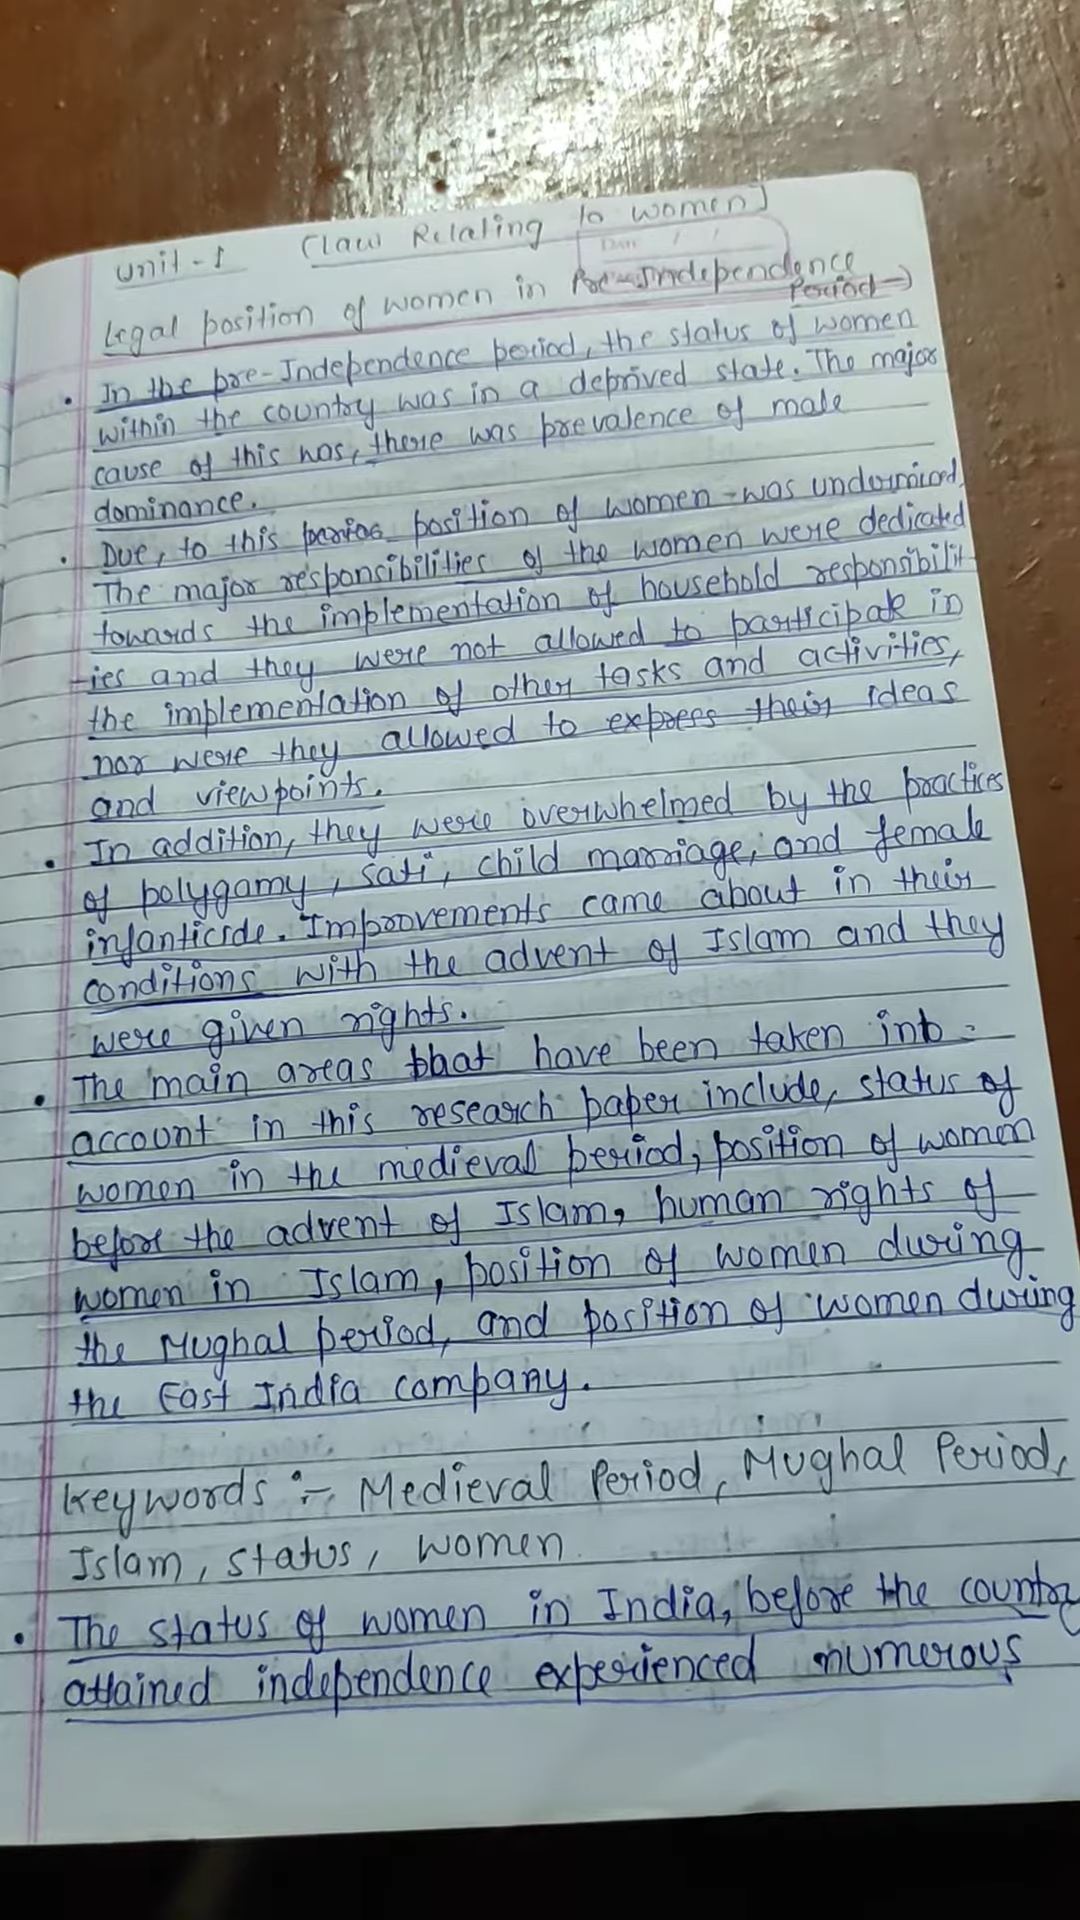 Unit - 1 (Law Relating to women)
Date / /
Legal position of women in Pre-Independence
Period →
• In the pre-Independence period, the status of women
within the country was in a deprived state. The major
cause of this was, there was prevalence of male
dominance.
• Due, to this position of women was undermined.
The major responsibilities of the women were dedicated
towards the implementation of household responsibilit
-ies and they were not allowed to participate in
the implementation of other tasks and activities,
nor were they allowed to express their ideas
and viewpoints.
• In addition, they were overwhelmed by the practices
of polygamy, sati, child marriage, and female
infanticide. Improvements came about in their
conditions with the advent of Islam and they
were given rights.
• The main areas that have been taken into
account in this research paper include, status of
women in the medieval period, position of women
before the advent of Islam, human rights of
women in Islam, position of women during
the Mughal period, and position of women during
the East India company.
Keywords :- Medieval Period, Mughal Period,
Islam, status, women
• The status of women in India, before the country
attained independence experienced numerous